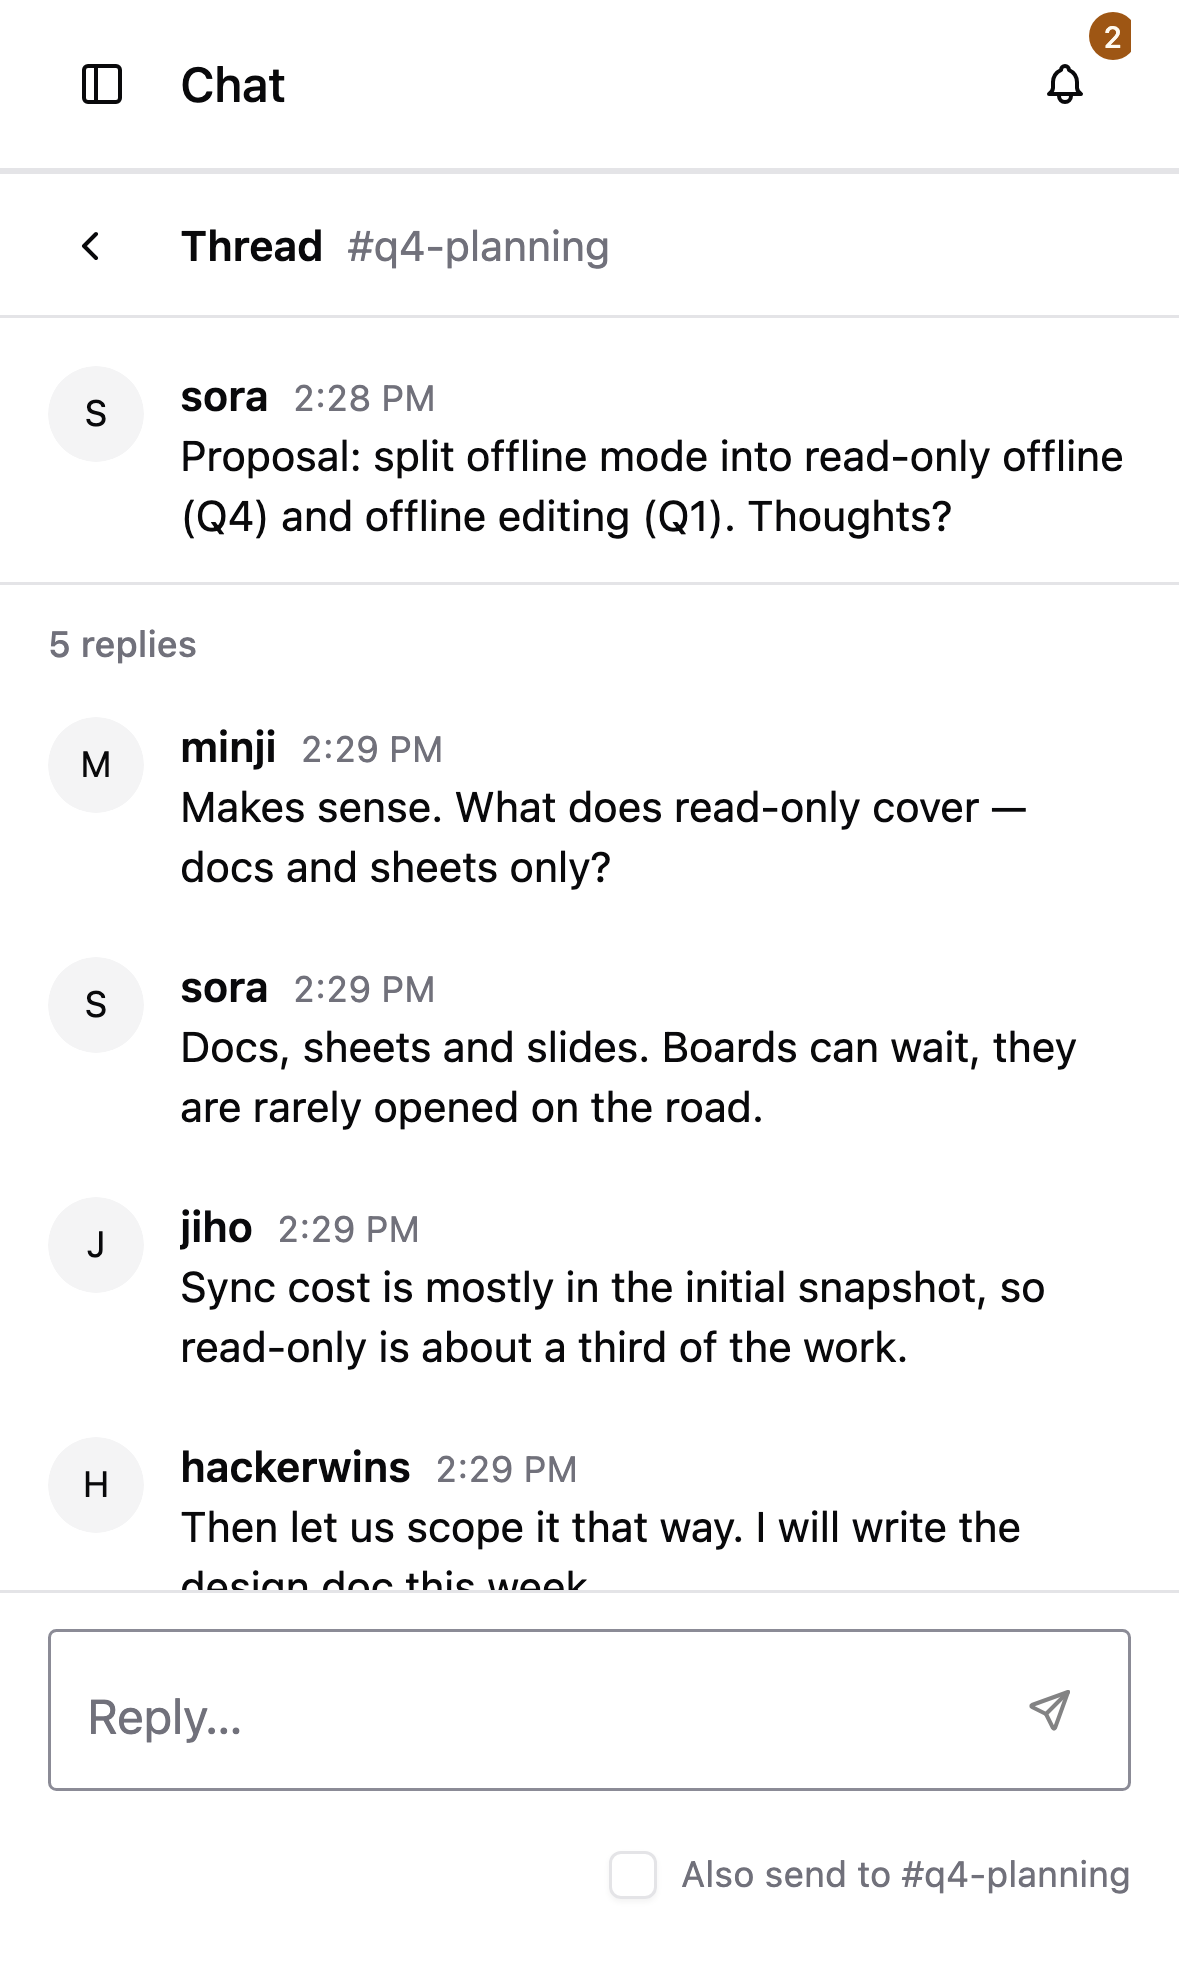 Chat
2
Thread #q4-planning
S
sora 2:28 PM
Proposal: split offline mode into read-only offline
(Q4) and offline editing (Q1). Thoughts?
5 replies
M
minji 2:29 PM
Makes sense. What does read-only cover —
docs and sheets only?
S
sora 2:29 PM
Docs, sheets and slides. Boards can wait, they
are rarely opened on the road.
J
jiho 2:29 PM
Sync cost is mostly in the initial snapshot, so
read-only is about a third of the work.
H
hackerwins 2:29 PM
Then let us scope it that way. I will write the
design doc this week
Reply...
Also send to #q4-planning